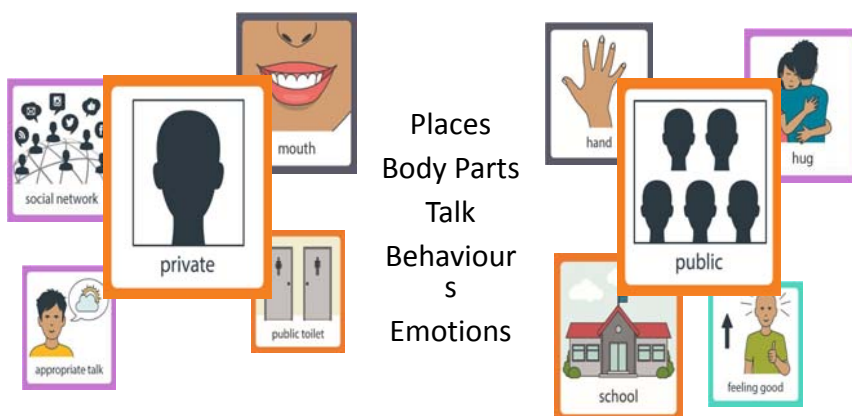 social network
private
mouth
appropriate talk
public toilet
Places
Body Parts
Talk
Behaviour
s
Emotions
hand
public
hug
school
feeling good